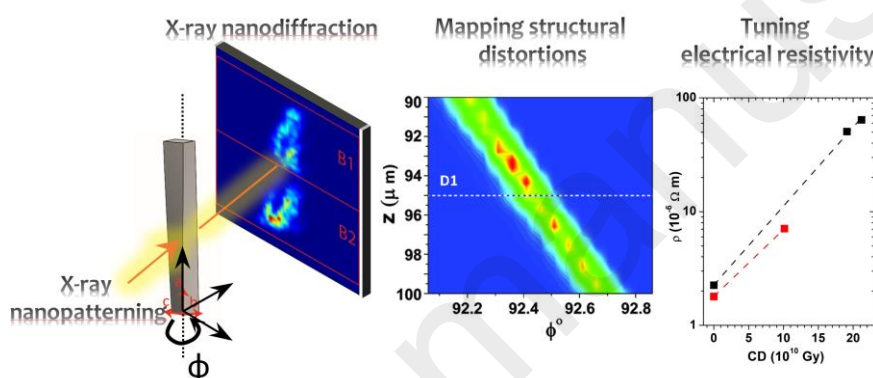 X-ray nanodiffraction
Mapping structural
distortions
Tuning
electrical resistivity
B1
B2
X-ray
nanopatterning
a
b
c
Φ
90
92
94
96
98
100
z (μ m)
D1
92.2
92.4
92.6
92.8
ϕ°
100
10
1
ρ (10⁻⁶ Ω m)
0
5
10
15
20
CD (10¹⁰ Gy)
manus